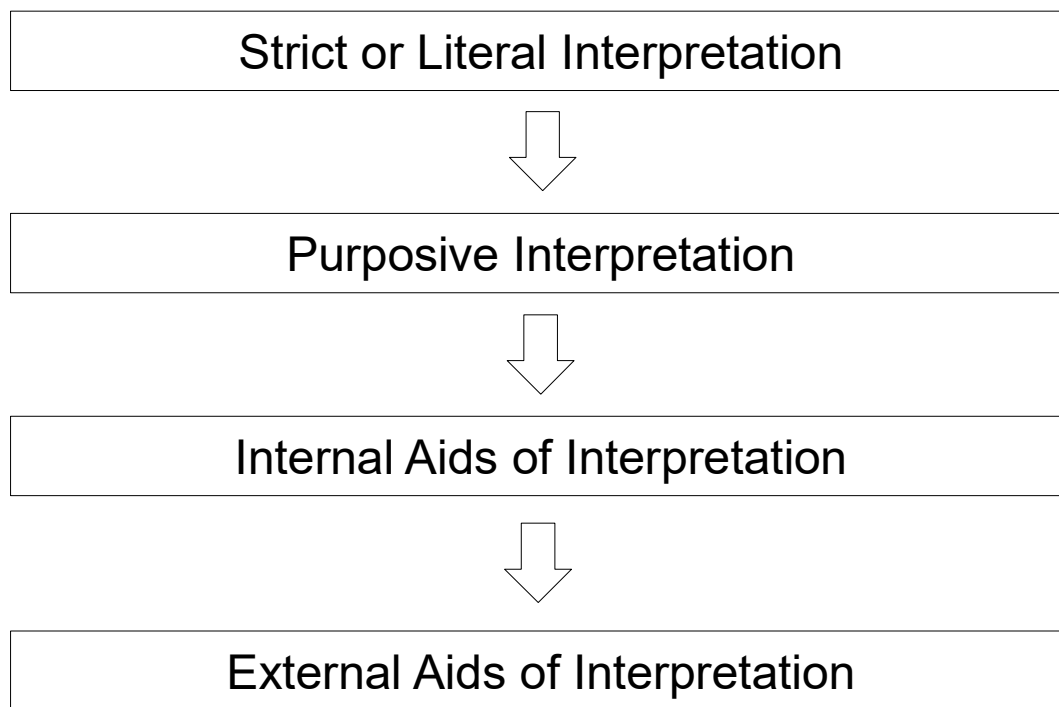 Strict or Literal Interpretation
Purposive Interpretation
Internal Aids of Interpretation
External Aids of Interpretation